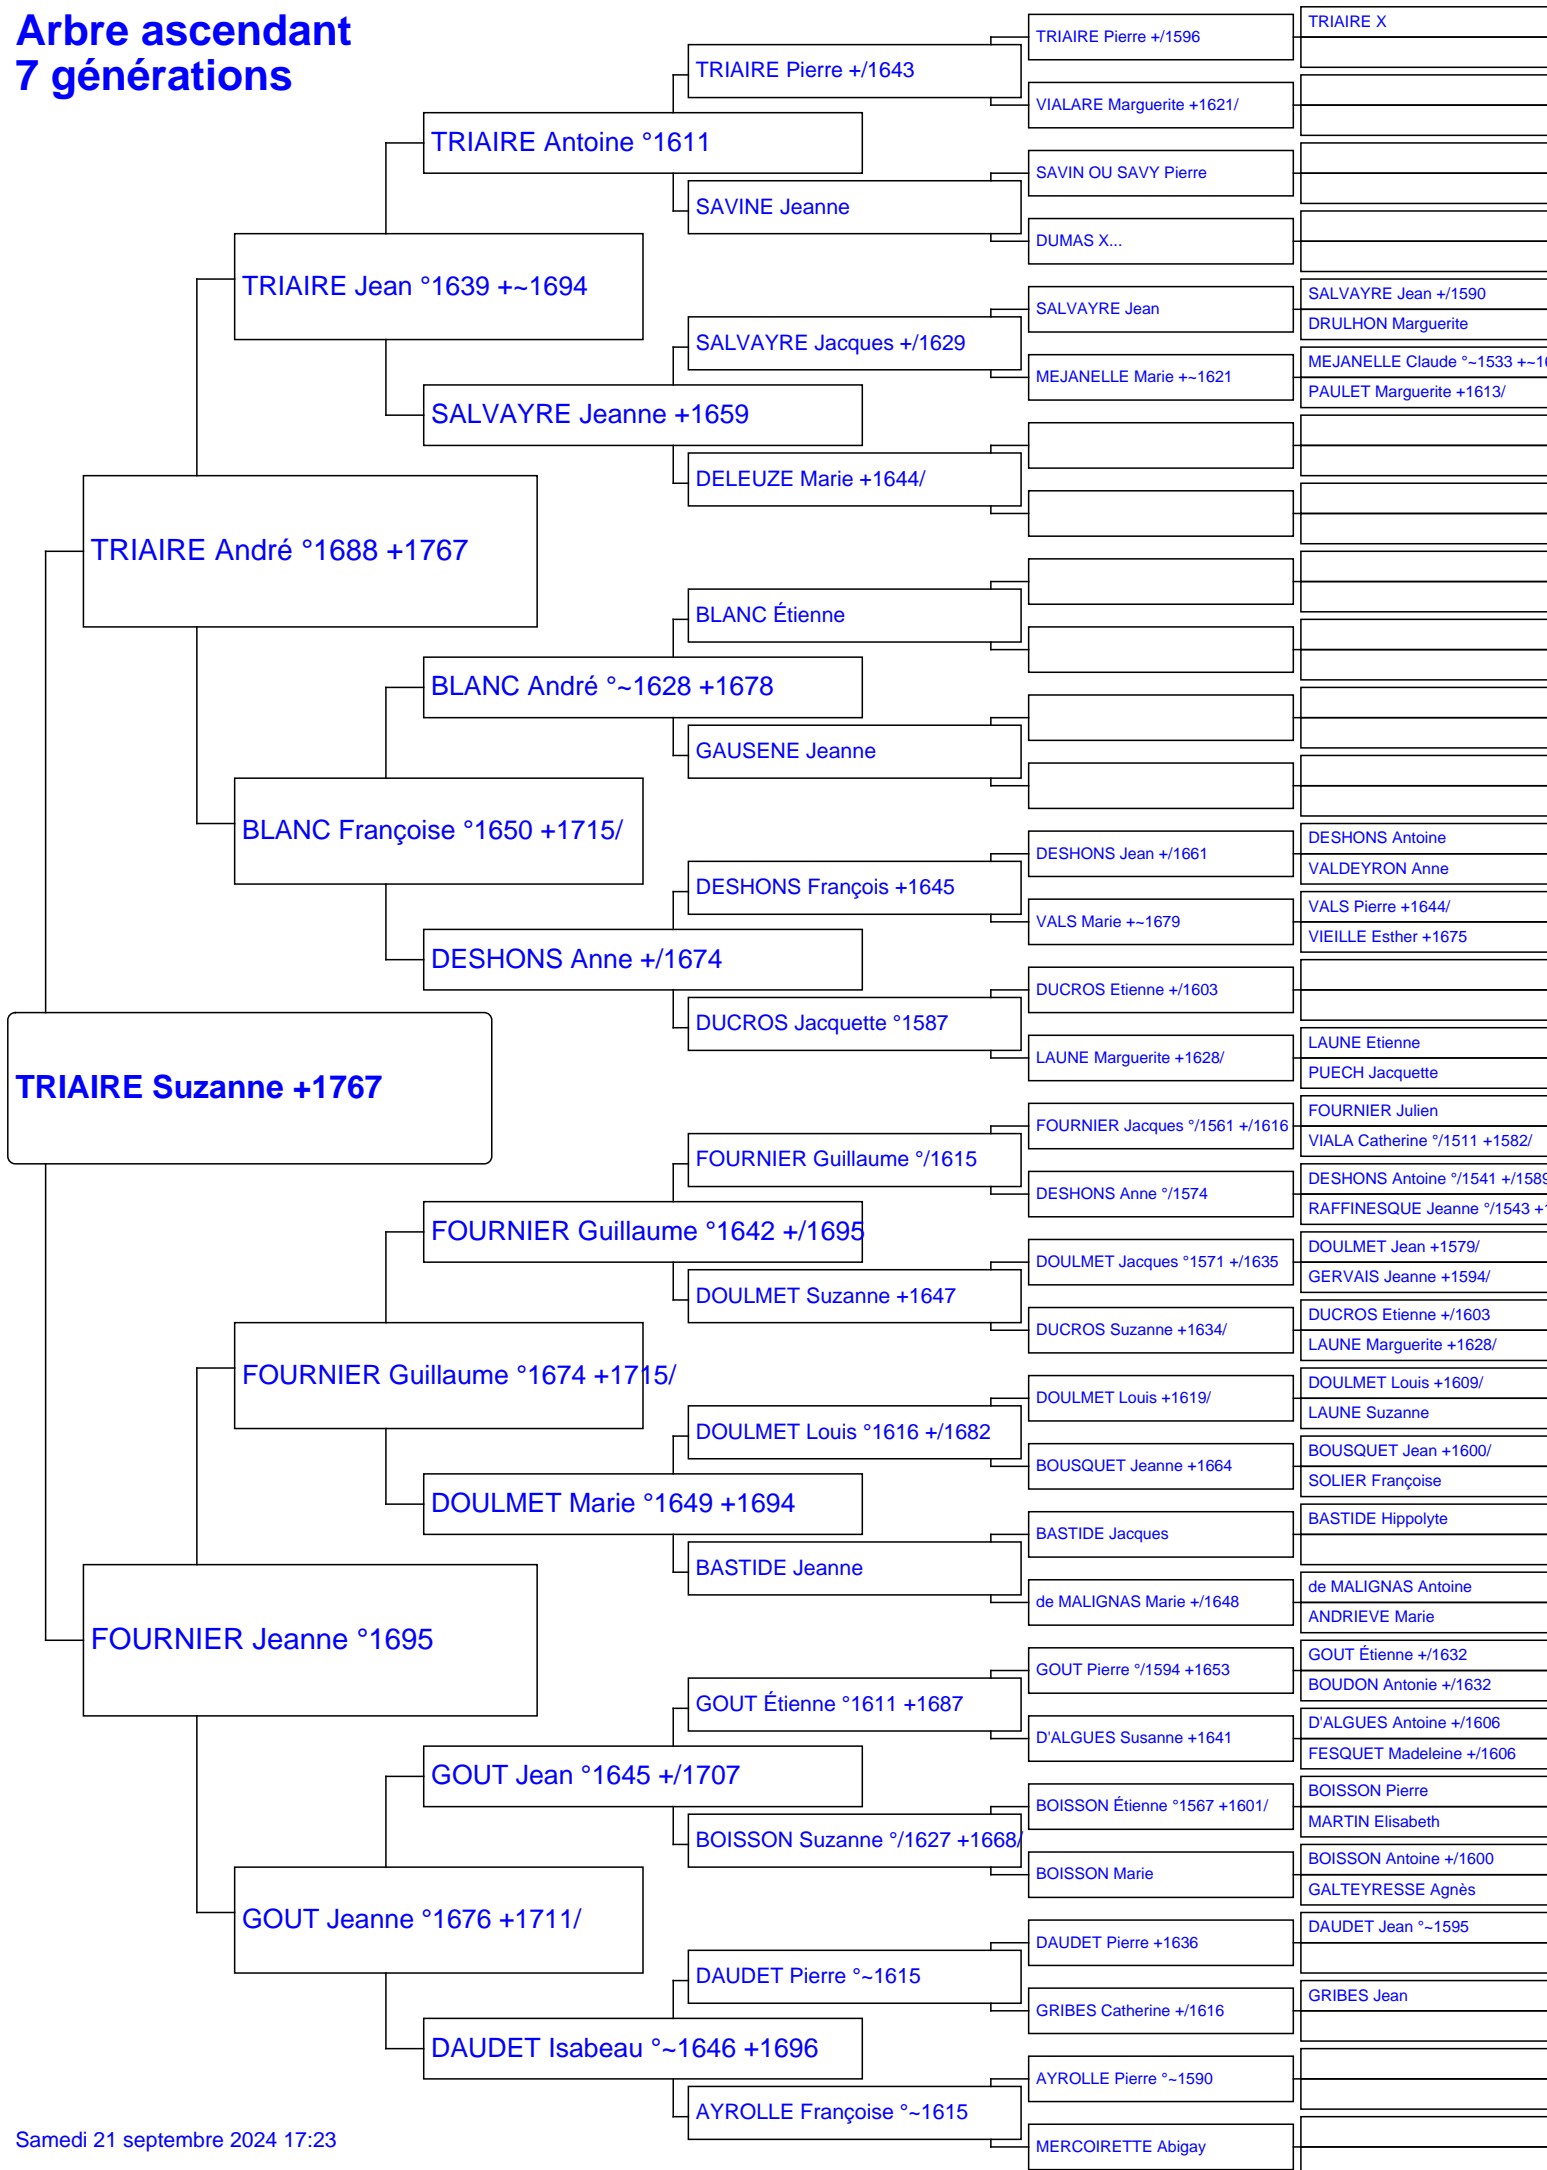 Arbre ascendant
7 générations
TRIAIRE Suzanne +1767
TRIAIRE André °1688 +1767
FOURNIER Jeanne °1695
TRIAIRE Jean °1639 +~1694
BLANC Françoise °1650 +1715/
FOURNIER Guillaume °1674 +1715/
GOUT Jeanne °1676 +1711/
TRIAIRE Antoine °1611
SALVAYRE Jeanne +1659
BLANC André °~1628 +1678
DESHONS Anne +/1674
FOURNIER Guillaume °1642 +/1695
DOULMET Marie °1649 +1694
GOUT Jean °1645 +/1707
DAUDET Isabeau °~1646 +1696
TRIAIRE Pierre +/1643
SAVINE Jeanne
SALVAYRE Jacques +/1629
DELEUZE Marie +1644/
BLANC Étienne
GAUSENE Jeanne
DESHONS François +1645
DUCROS Jacquette °1587
FOURNIER Guillaume °/1615
DOULMET Suzanne +1647
DOULMET Louis °1616 +/1682
BASTIDE Jeanne
GOUT Étienne °1611 +1687
BOISSON Suzanne °/1627 +1668/
DAUDET Pierre °~1615
AYROLLE Françoise °~1615
TRIAIRE Pierre +/1596
VIALARE Marguerite +1621/
SAVIN OU SAVY Pierre
DUMAS X...
SALVAYRE Jean
MEJANELLE Marie +~1621
DESHONS Jean +/1661
VALS Marie +~1679
DUCROS Etienne +/1603
LAUNE Marguerite +1628/
FOURNIER Jacques °/1561 +/1616
DESHONS Anne °/1574
DOULMET Jacques °1571 +/1635
DUCROS Suzanne +1634/
DOULMET Louis +1619/
BOUSQUET Jeanne +1664
BASTIDE Jacques
de MALIGNAS Marie +/1648
GOUT Pierre °/1594 +1653
D'ALGUES Susanne +1641
BOISSON Étienne °1567 +1601/
BOISSON Marie
DAUDET Pierre +1636
GRIBES Catherine +/1616
AYROLLE Pierre °~1590
MERCOIRETTE Abigay
TRIAIRE X
SALVAYRE Jean +/1590
DRULHON Marguerite
MEJANELLE Claude °~1533
PAULET Marguerite +1613/
DESHONS Antoine
VALDEYRON Anne
VALS Pierre +1644/
VIEILLE Esther +1675
LAUNE Etienne
PUECH Jacquette
FOURNIER Julien
VIALA Catherine °/1511 +1582/
DESHONS Antoine °/1541 +/1589
RAFFINESQUE Jeanne °/1543
DOULMET Jean +1579/
GERVAIS Jeanne +1594/
DUCROS Etienne +/1603
LAUNE Marguerite +1628/
DOULMET Louis +1609/
LAUNE Suzanne
BOUSQUET Jean +1600/
SOLIER Françoise
BASTIDE Hippolyte
de MALIGNAS Antoine
ANDRIEVE Marie
GOUT Étienne +/1632
BOUDON Antonie +/1632
D'ALGUES Antoine +/1606
FESQUET Madeleine +/1606
BOISSON Pierre
MARTIN Elisabeth
BOISSON Antoine +/1600
GALTEYRESSE Agnès
DAUDET Jean °~1595
GRIBES Jean
Samedi 21 septembre 2024 17:23